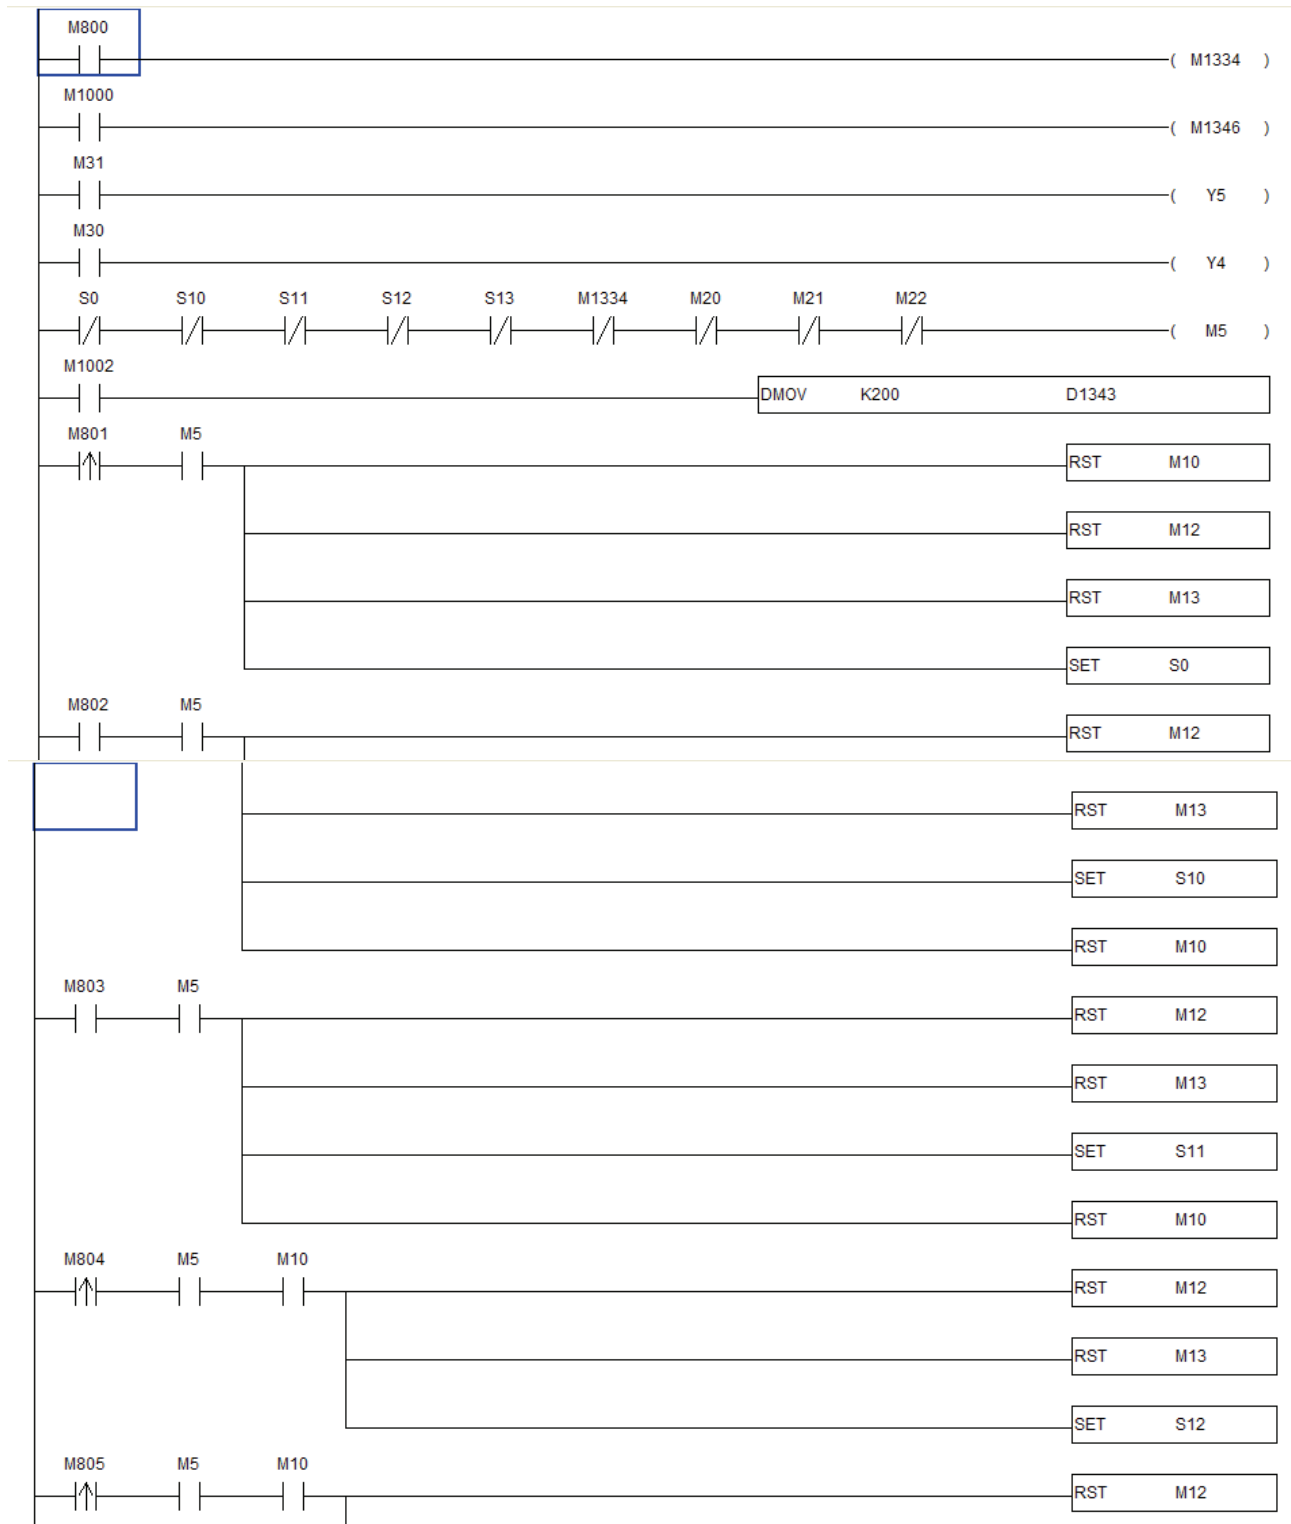 M800
( M1334 )
M1000
( M1346 )
M31
( Y5 )
M30
( Y4 )
S0 S10 S11 S12 S13 M1334 M20 M21 M22
( M5 )
M1002
DMOV K200 D1343
M801 M5
RST M10
RST M12
RST M13
SET S0
M802 M5
RST M12
RST M13
SET S10
RST M10
M803 M5
RST M12
RST M13
SET S11
RST M10
M804 M5 M10
RST M12
RST M13
SET S12
M805 M5 M10
RST M12